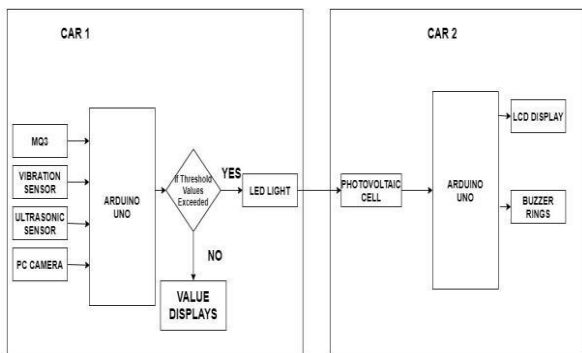 CAR 1
MQ3
VIBRATION
SENSOR
ULTRASONIC
SENSOR
PC CAMERA
ARDUINO
UNO
If Threshold
Values
Exceeded
YES
NO
LED LIGHT
VALUE
DISPLAYS
CAR 2
PHOTOVOLTAIC
CELL
ARDUINO
UNO
LCD DISPLAY
BUZZER
RINGS